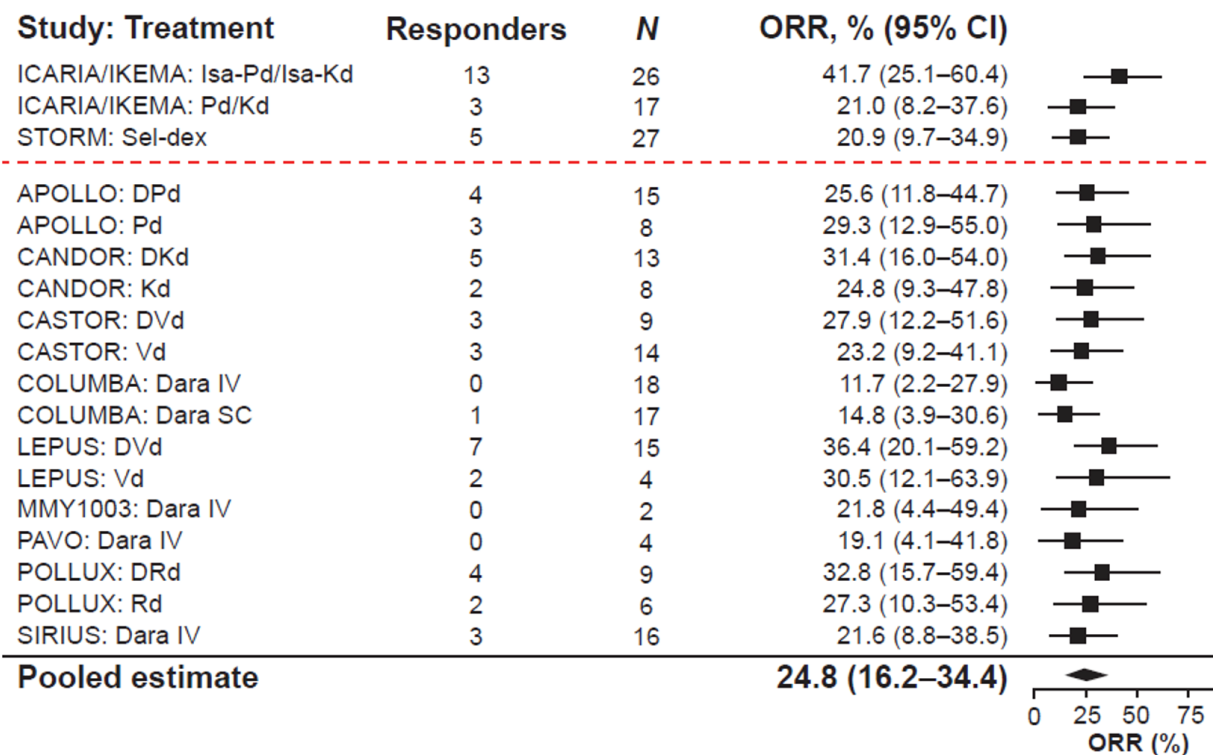 Study: Treatment Responders N ORR, % (95% CI)
ICARIA/IKEMA: Isa-Pd/Isa-Kd 13 26 41.7 (25.1–60.4)
ICARIA/IKEMA: Pd/Kd 3 17 21.0 (8.2–37.6)
STORM: Sel-dex 5 27 20.9 (9.7–34.9)
APOLLO: DPd 4 15 25.6 (11.8–44.7)
APOLLO: Pd 3 8 29.3 (12.9–55.0)
CANDOR: DKd 5 13 31.4 (16.0–54.0)
CANDOR: Kd 2 8 24.8 (9.3–47.8)
CASTOR: DVd 3 9 27.9 (12.2–51.6)
CASTOR: Vd 3 14 23.2 (9.2–41.1)
COLUMBA: Dara IV 0 18 11.7 (2.2–27.9)
COLUMBA: Dara SC 1 17 14.8 (3.9–30.6)
LEPUS: DVd 7 15 36.4 (20.1–59.2)
LEPUS: Vd 2 4 30.5 (12.1–63.9)
MMY1003: Dara IV 0 2 21.8 (4.4–49.4)
PAVO: Dara IV 0 4 19.1 (4.1–41.8)
POLLUX: DRd 4 9 32.8 (15.7–59.4)
POLLUX: Rd 2 6 27.3 (10.3–53.4)
SIRIUS: Dara IV 3 16 21.6 (8.8–38.5)
Pooled estimate 24.8 (16.2–34.4)
0 25 50 75
ORR (%)